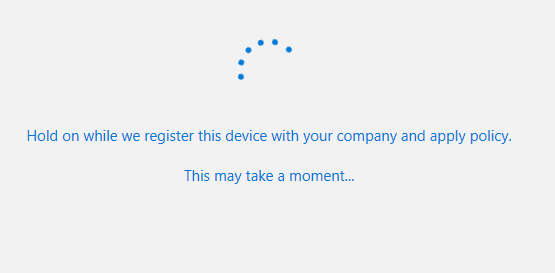 Hold on while we register this device with your company and apply policy.
This may take a moment...